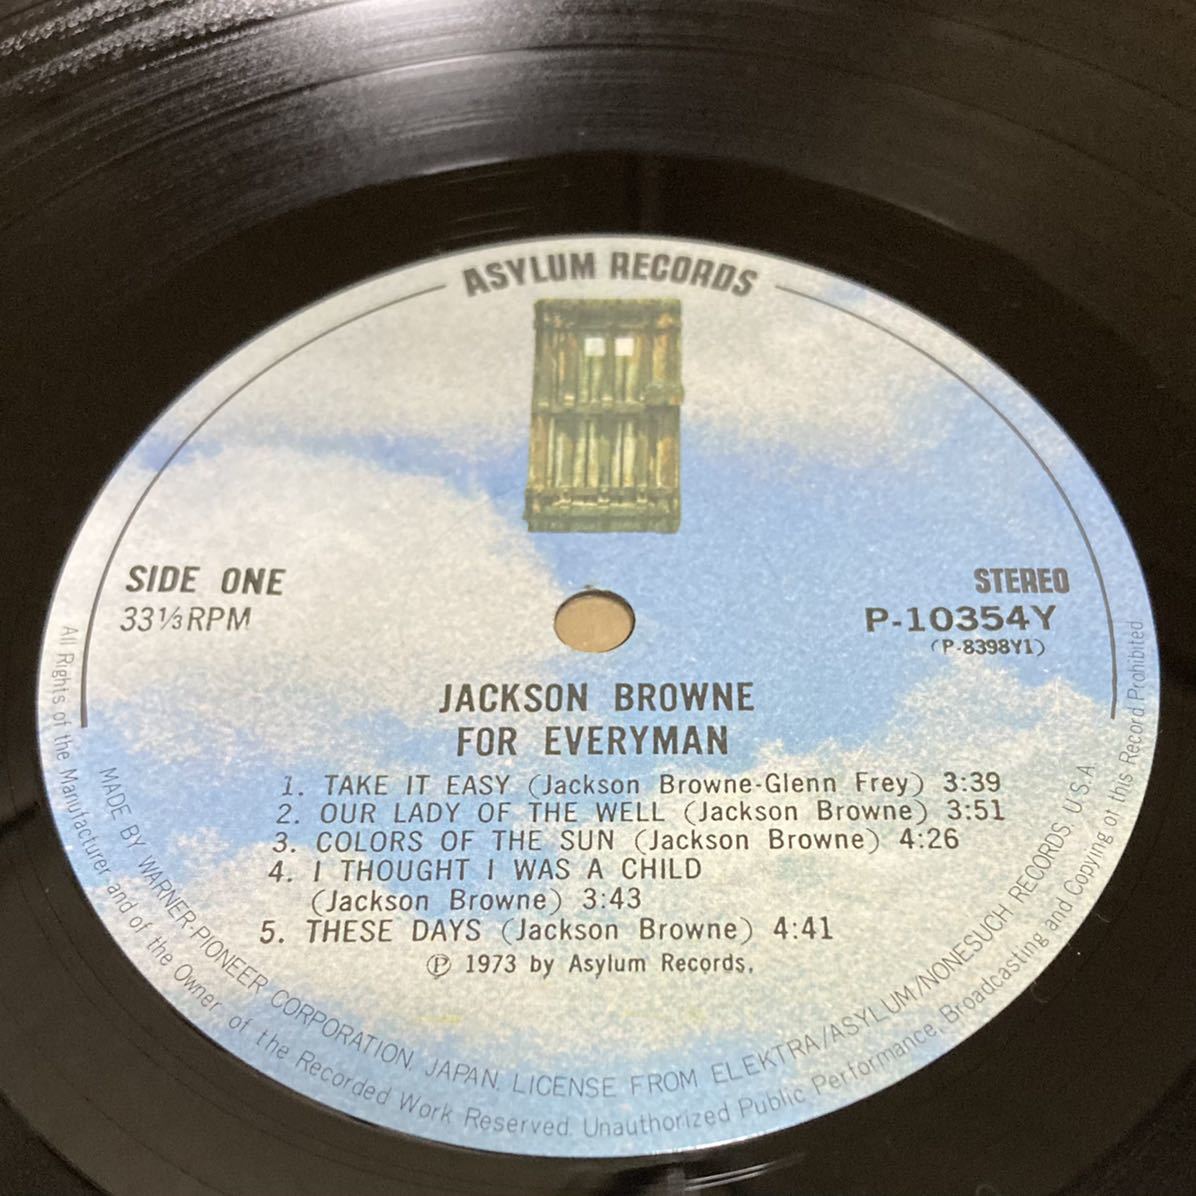 ASYLUM RECORDS
SIDE ONE
33⅓RPM
STEREO
P-10354Y
(P-8398Y1)
JACKSON BROWNE
FOR EVERYMAN
1. TAKE IT EASY (Jackson Browne-Glenn Frey) 3:39
2. OUR LADY OF THE WELL (Jackson Browne) 3:51
3. COLORS OF THE SUN (Jackson Browne) 4:26
4. I THOUGHT I WAS A CHILD
(Jackson Browne) 3:43
5. THESE DAYS (Jackson Browne) 4:41
Ⓟ 1973 by Asylum Records.
MADE BY WARNER-PIONEER CORPORATION, JAPAN, LICENSE FROM ELEKTRA/ASYLUM/NONESUCH RECORDS, U.S.A.
All Rights of the Manufacturer and of the Owner of the Recorded Work Reserved. Unauthorized Public Performance, Broadcasting and Copying of this Record Prohibited.